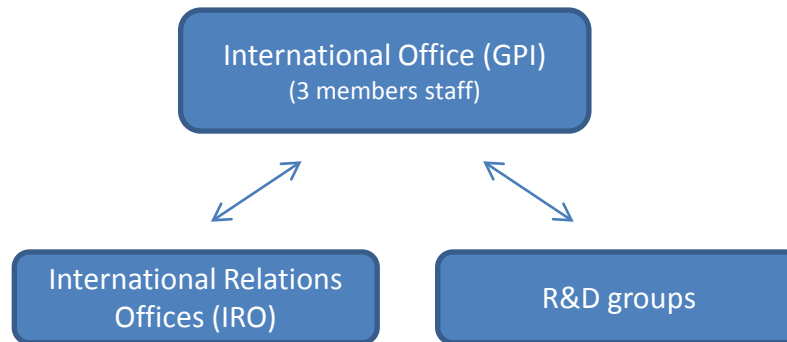 International Office (GPI)
(3 members staff)
International Relations
Offices (IRO)
R&D groups